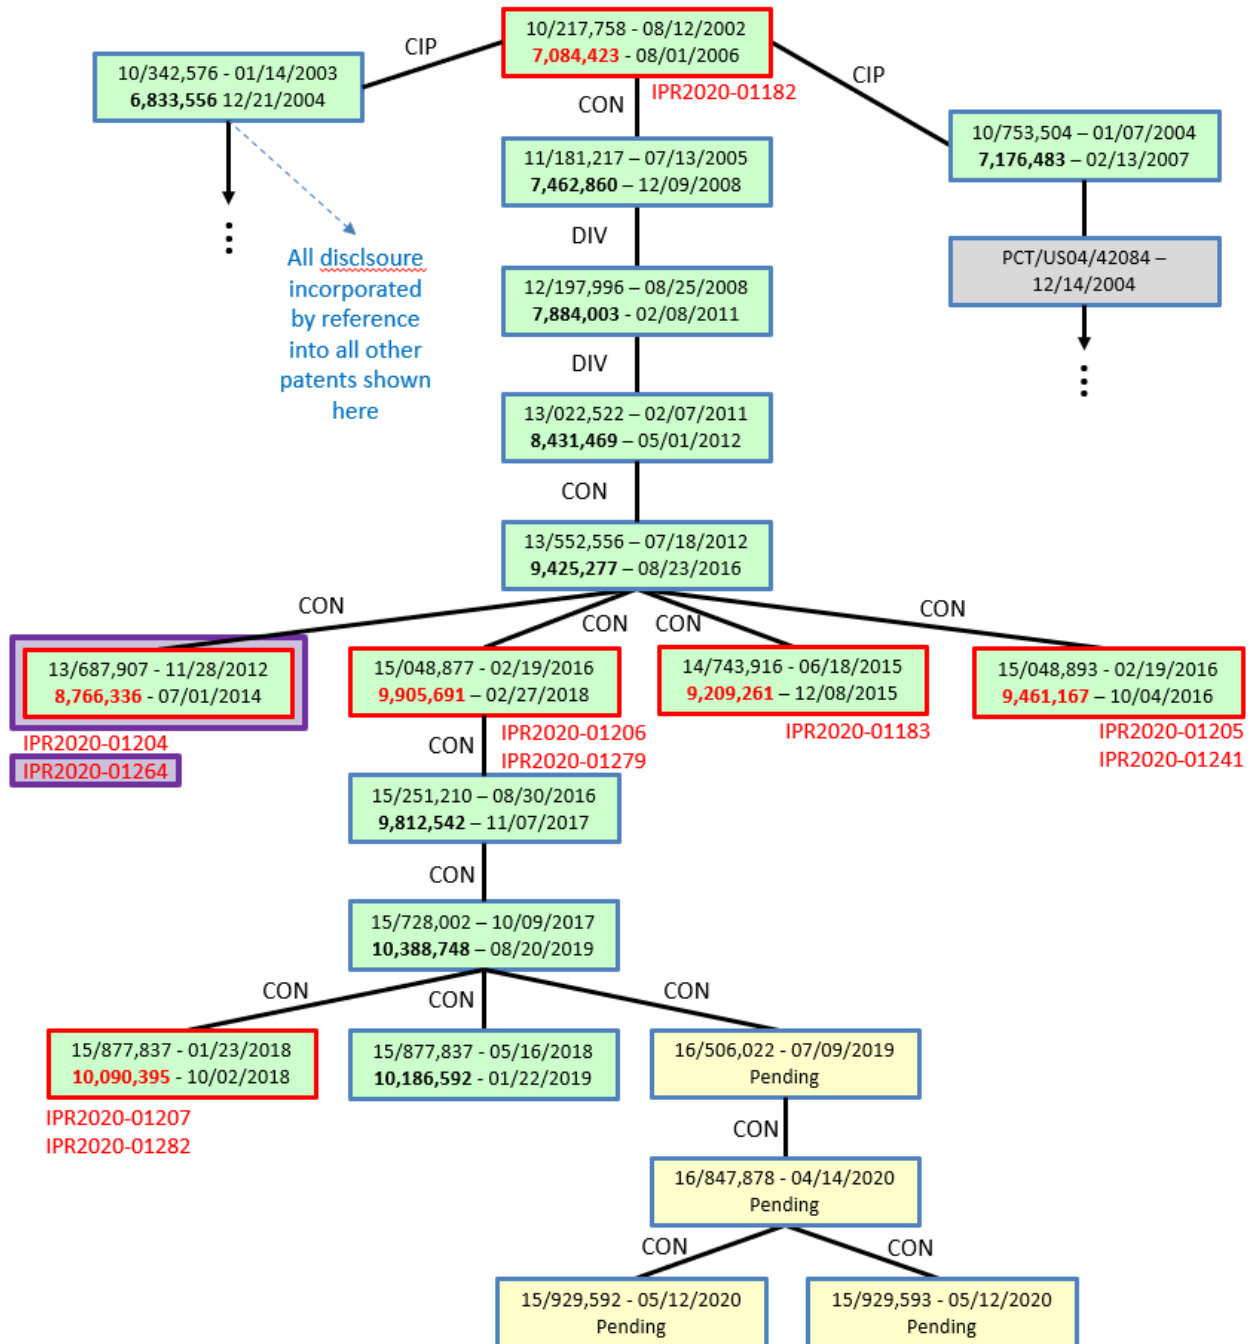 10/217,758 - 08/12/2002
7,084,423 - 08/01/2006
IPR2020-01182
CIP
10/342,576 - 01/14/2003
6,833,556 12/21/2004
⋮
All disclsoure
incorporated
by reference
into all other
patents shown
here
CIP
10/753,504 – 01/07/2004
7,176,483 – 02/13/2007
PCT/US04/42084 –
12/14/2004
⋮
CON
11/181,217 - 07/13/2005
7,462,860 – 12/09/2008
DIV
12/197,996 – 08/25/2008
7,884,003 - 02/08/2011
DIV
13/022,522 – 02/07/2011
8,431,469 – 05/01/2012
CON
13/552,556 – 07/18/2012
9,425,277 – 08/23/2016
CON
CON
CON
CON
13/687,907 - 11/28/2012
8,766,336 - 07/01/2014
IPR2020-01204
IPR2020-01264
15/048,877 - 02/19/2016
9,905,691 – 02/27/2018
IPR2020-01206
IPR2020-01279
14/743,916 - 06/18/2015
9,209,261 – 12/08/2015
IPR2020-01183
15/048,893 - 02/19/2016
9,461,167 – 10/04/2016
IPR2020-01205
IPR2020-01241
CON
15/251,210 – 08/30/2016
9,812,542 – 11/07/2017
CON
15/728,002 – 10/09/2017
10,388,748 – 08/20/2019
CON
CON
CON
15/877,837 - 01/23/2018
10,090,395 - 10/02/2018
IPR2020-01207
IPR2020-01282
15/877,837 - 05/16/2018
10,186,592 - 01/22/2019
16/506,022 - 07/09/2019
Pending
CON
16/847,878 - 04/14/2020
Pending
CON
CON
15/929,592 - 05/12/2020
Pending
15/929,593 - 05/12/2020
Pending